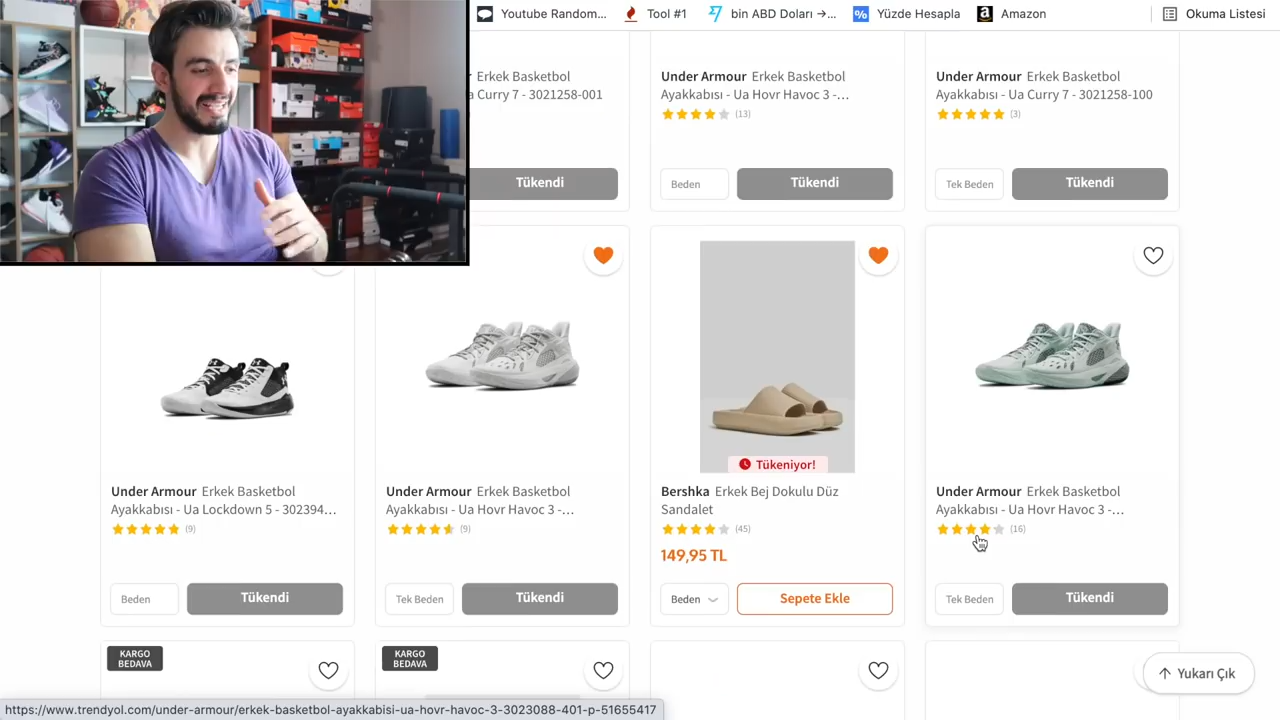 Youtube Random...
Tool #1
bin ABD Doları →...
% Yüzde Hesapla
a Amazon
Okuma Listesi
Erkek Basketbol
a Curry 7 - 3021258-001
Tükendi
Under Armour Erkek Basketbol
Ayakkabısı - Ua Hovr Havoc 3 -...
(13)
Beden
Tükendi
Under Armour Erkek Basketbol
Ayakkabısı - Ua Curry 7 - 3021258-100
(3)
Tek Beden
Tükendi
Under Armour Erkek Basketbol
Ayakkabısı - Ua Lockdown 5 - 302394...
(9)
Beden
Tükendi
Under Armour Erkek Basketbol
Ayakkabısı - Ua Hovr Havoc 3 -...
(9)
Tek Beden
Tükendi
Tükeniyor!
Bershka Erkek Bej Dokulu Düz
Sandalet
(45)
149,95 TL
Beden
Sepete Ekle
Under Armour Erkek Basketbol
Ayakkabısı - Ua Hovr Havoc 3 -...
(16)
Tek Beden
Tükendi
KARGO
BEDAVA
KARGO
BEDAVA
Yukarı Çık
https://www.trendyol.com/under-armour/erkek-basketbol-ayakkabisi-ua-hovr-havoc-3-3023088-401-p-51655417